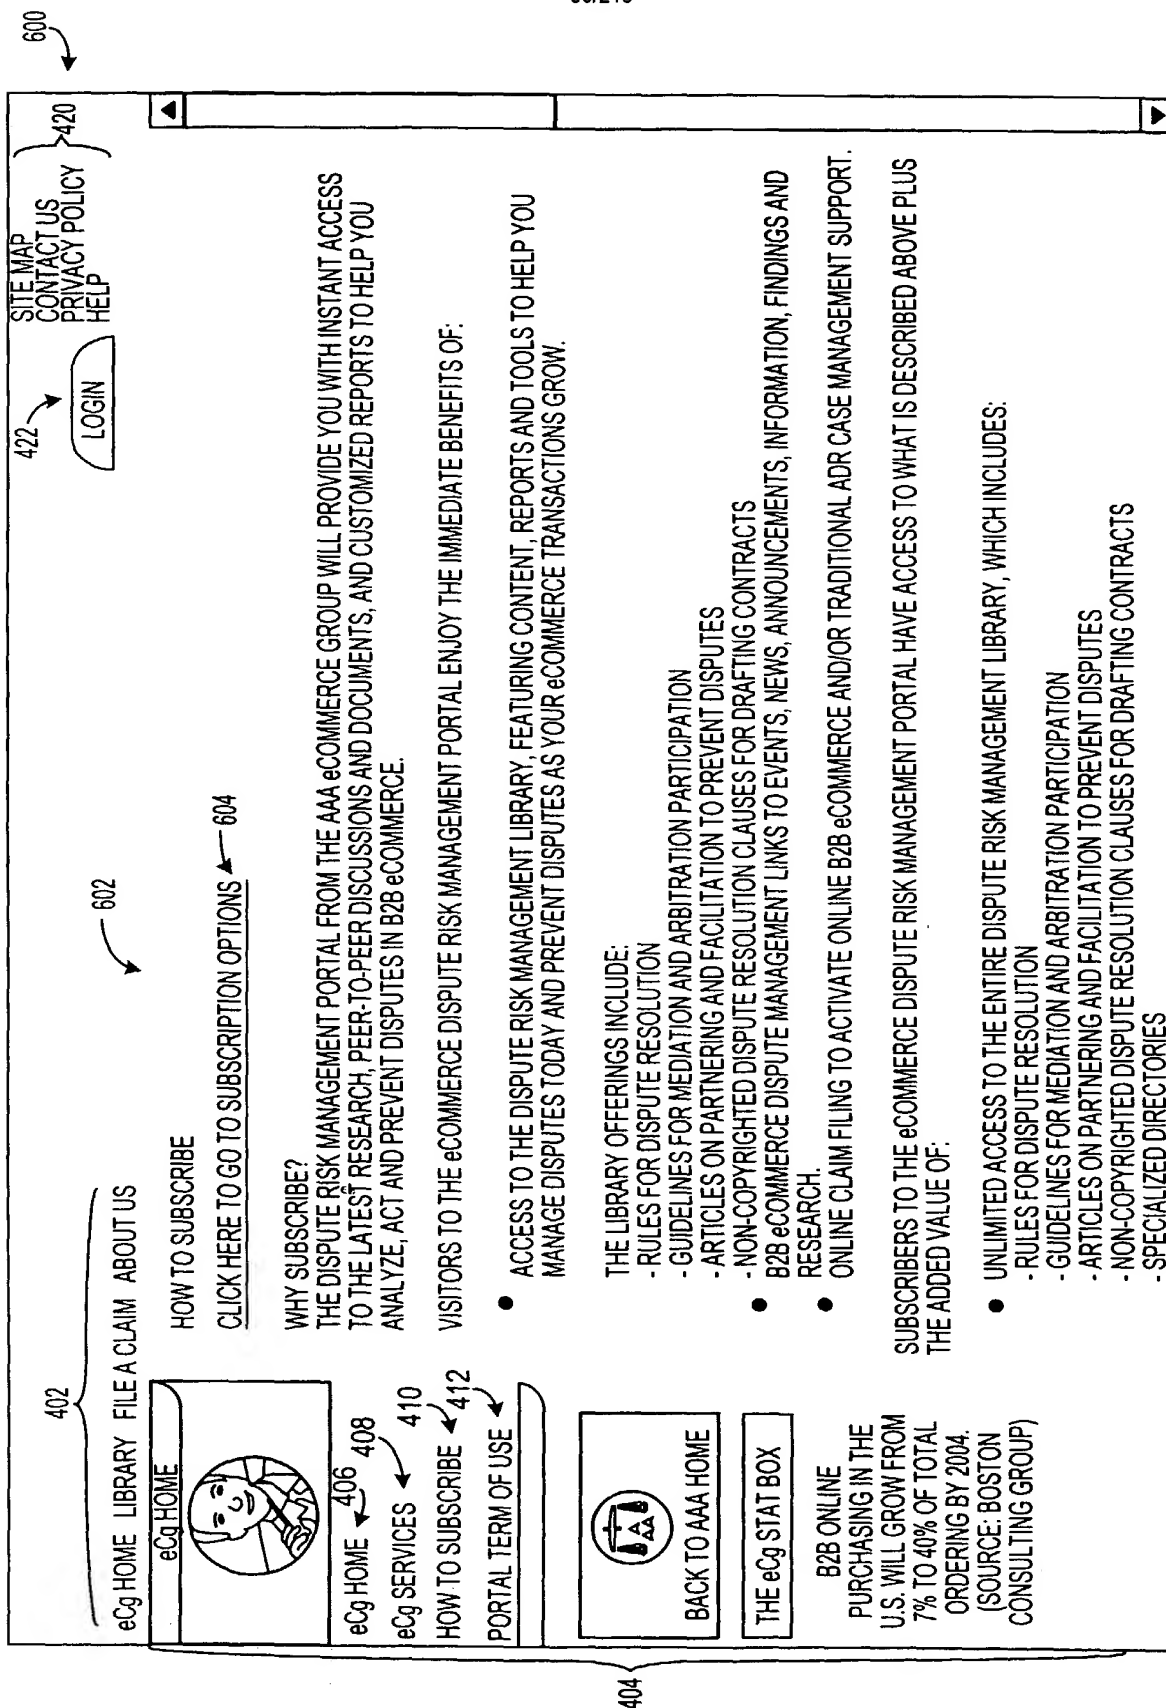 600
SITE MAP
CONTACT US
PRIVACY POLICY
HELP
420
422
LOGIN
402
eCg HOME LIBRARY FILE A CLAIM ABOUT US
602
404
eCg HOME
eCg HOME 406
eCg SERVICES 408
HOW TO SUBSCRIBE 410
PORTAL TERM OF USE 412
AAA
BACK TO AAA HOME
THE eCg STAT BOX
B2B ONLINE
PURCHASING IN THE
U.S. WILL GROW FROM
7% TO 40% OF TOTAL
ORDERING BY 2004.
(SOURCE: BOSTON
CONSULTING GROUP)
HOW TO SUBSCRIBE
CLICK HERE TO GO TO SUBSCRIPTION OPTIONS 604
WHY SUBSCRIBE?
THE DISPUTE RISK MANAGEMENT PORTAL FROM THE AAA eCOMMERCE GROUP WILL PROVIDE YOU WITH INSTANT ACCESS
TO THE LATEST RESEARCH, PEER-TO-PEER DISCUSSIONS AND DOCUMENTS, AND CUSTOMIZED REPORTS TO HELP YOU
ANALYZE, ACT AND PREVENT DISPUTES IN B2B eCOMMERCE.
VISITORS TO THE eCOMMERCE DISPUTE RISK MANAGEMENT PORTAL ENJOY THE IMMEDIATE BENEFITS OF:
● ACCESS TO THE DISPUTE RISK MANAGEMENT LIBRARY, FEATURING CONTENT, REPORTS AND TOOLS TO HELP YOU
MANAGE DISPUTES TODAY AND PREVENT DISPUTES AS YOUR eCOMMERCE TRANSACTIONS GROW.
THE LIBRARY OFFERINGS INCLUDE:
- RULES FOR DISPUTE RESOLUTION
- GUIDELINES FOR MEDIATION AND ARBITRATION PARTICIPATION
- ARTICLES ON PARTNERING AND FACILITATION TO PREVENT DISPUTES
- NON-COPYRIGHTED DISPUTE RESOLUTION CLAUSES FOR DRAFTING CONTRACTS
● B2B eCOMMERCE DISPUTE MANAGEMENT LINKS TO EVENTS, NEWS, ANNOUNCEMENTS, INFORMATION, FINDINGS AND
RESEARCH.
● ONLINE CLAIM FILING TO ACTIVATE ONLINE B2B eCOMMERCE AND/OR TRADITIONAL ADR CASE MANAGEMENT SUPPORT.
SUBSCRIBERS TO THE eCOMMERCE DISPUTE RISK MANAGEMENT PORTAL HAVE ACCESS TO WHAT IS DESCRIBED ABOVE PLUS
THE ADDED VALUE OF:
● UNLIMITED ACCESS TO THE ENTIRE DISPUTE RISK MANAGEMENT LIBRARY, WHICH INCLUDES:
- RULES FOR DISPUTE RESOLUTION
- GUIDELINES FOR MEDIATION AND ARBITRATION PARTICIPATION
- ARTICLES ON PARTNERING AND FACILITATION TO PREVENT DISPUTES
- NON-COPYRIGHTED DISPUTE RESOLUTION CLAUSES FOR DRAFTING CONTRACTS
- SPECIALIZED DIRECTORIES